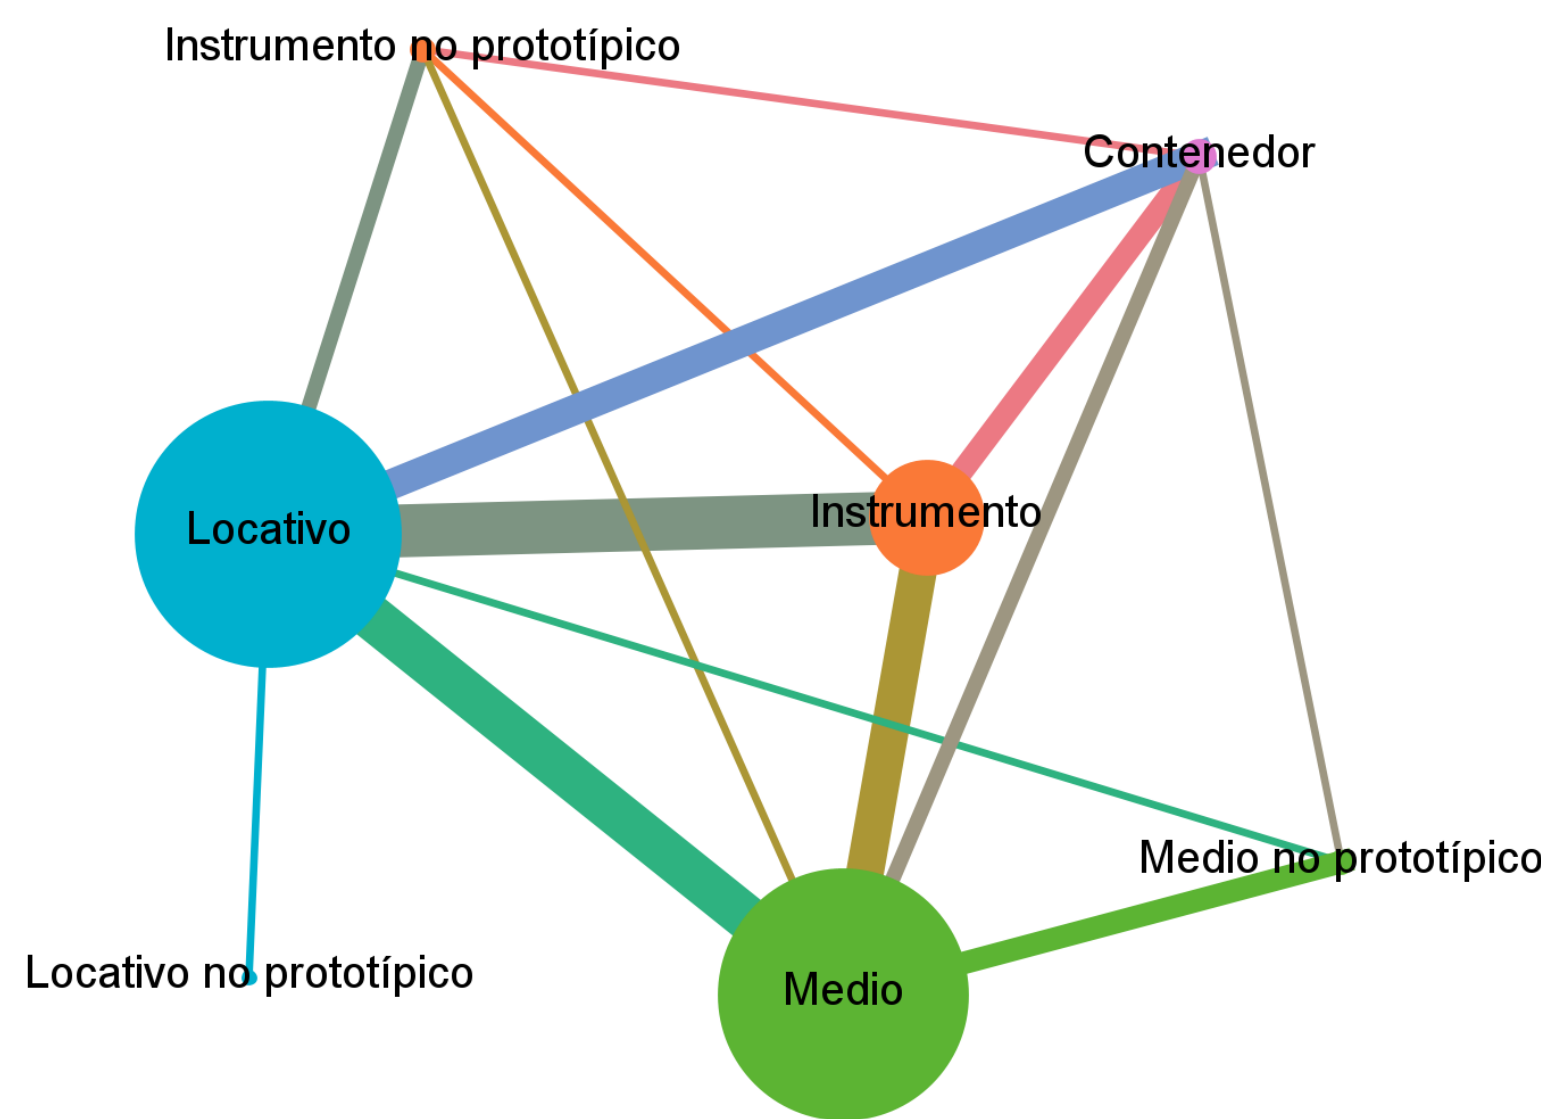 Instrumento no prototípico
Contenedor
Instrumento
Locativo
Medio no prototípico
Locativo no prototípico
Medio